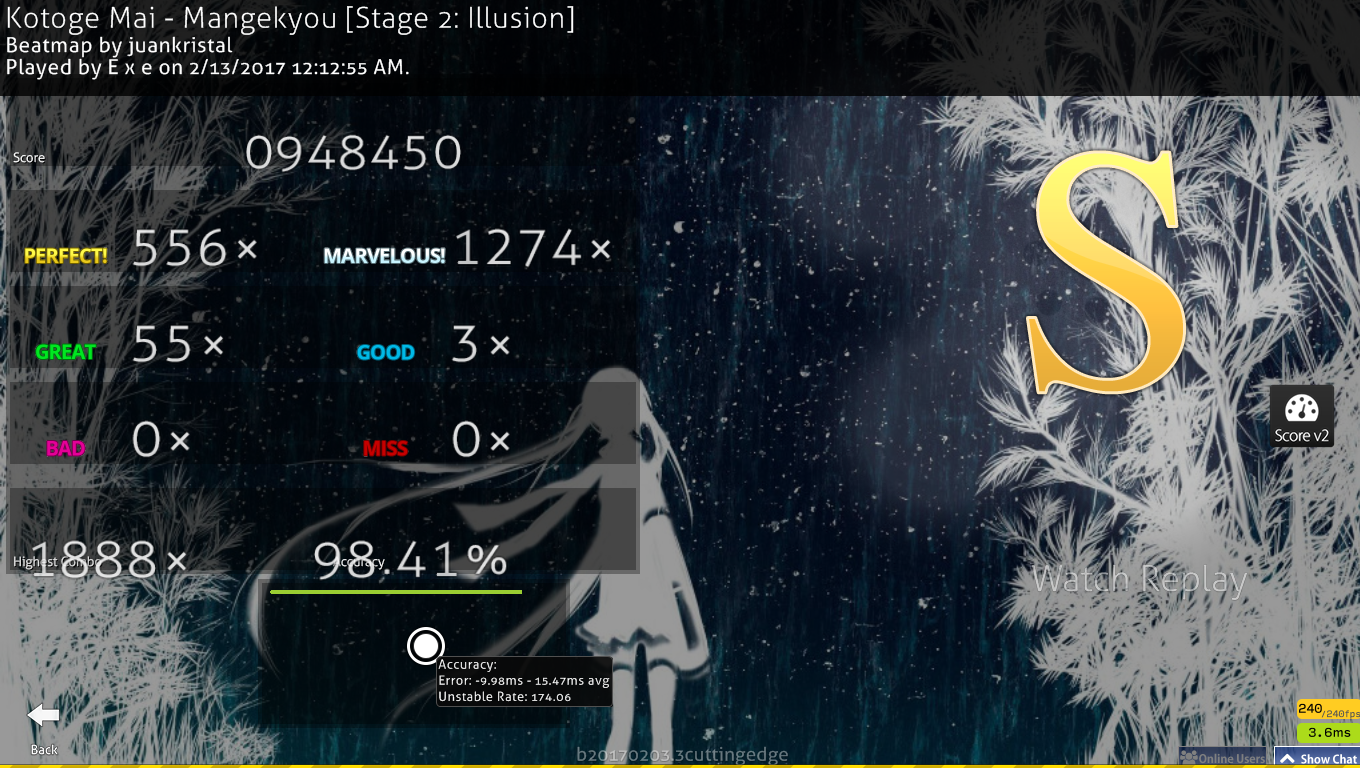 Kotoge Mai - Mangekyou [Stage 2: Illusion]
Beatmap by juankristal
Played by E x e on 2/13/2017 12:12:55 AM.
Score 0948450
PERFECT! 556× MARVELOUS! 1274×
GREAT 55× GOOD 3×
BAD 0× MISS 0×
Highest Combo 1888× Accuracy 98.41%
S
Score v2
Watch Replay
Accuracy:
Error: -9.98ms - 15.47ms avg
Unstable Rate: 174.06
Back
b20170203.3cuttingedge
240/240fps
3.6ms
Online Users Show Chat